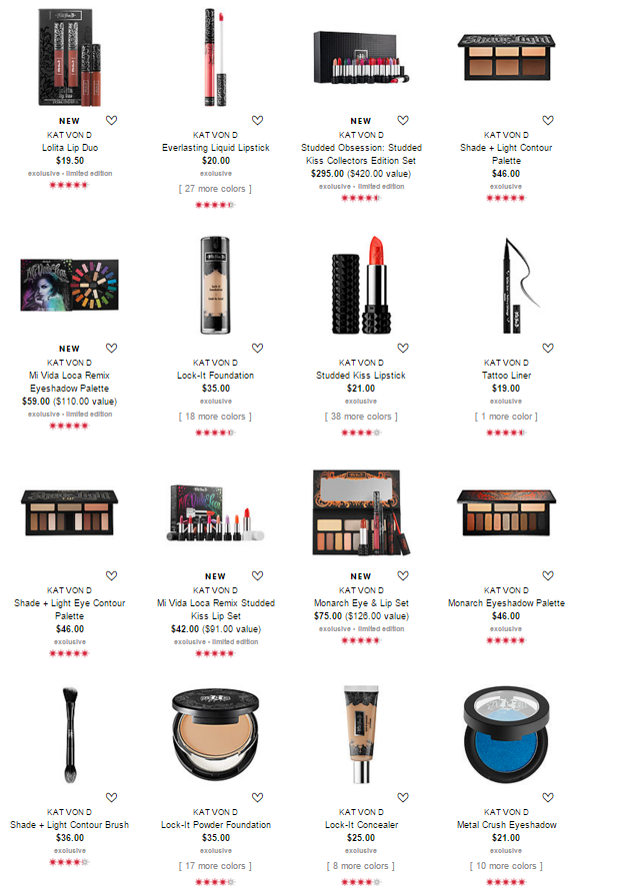 NEW
KAT VON D
Lolita Lip Duo
$19.50
exclusive · limited edition
KAT VON D
Everlasting Liquid Lipstick
$20.00
exclusive
[ 27 more colors ]
NEW
KAT VON D
Studded Obsession: Studded
Kiss Collectors Edition Set
$295.00 ($420.00 value)
exclusive · limited edition
KAT VON D
Shade + Light Contour
Palette
$46.00
exclusive
NEW
KAT VON D
Mi Vida Loca Remix
Eyeshadow Palette
$59.00 ($110.00 value)
exclusive · limited edition
KAT VON D
Lock-It Foundation
$35.00
exclusive
[ 18 more colors ]
KAT VON D
Studded Kiss Lipstick
$21.00
exclusive
[ 38 more colors ]
KAT VON D
Tattoo Liner
$19.00
exclusive
[ 1 more color ]
KAT VON D
Shade + Light Eye Contour
Palette
$46.00
exclusive
NEW
KAT VON D
Mi Vida Loca Remix Studded
Kiss Lip Set
$42.00 ($91.00 value)
exclusive · limited edition
NEW
KAT VON D
Monarch Eye & Lip Set
$75.00 ($126.00 value)
exclusive · limited edition
KAT VON D
Monarch Eyeshadow Palette
$46.00
exclusive
KAT VON D
Shade + Light Contour Brush
$36.00
exclusive
KAT VON D
Lock-It Powder Foundation
$35.00
exclusive
[ 17 more colors ]
KAT VON D
Lock-It Concealer
$25.00
exclusive
[ 8 more colors ]
KAT VON D
Metal Crush Eyeshadow
$21.00
exclusive
[ 10 more colors ]